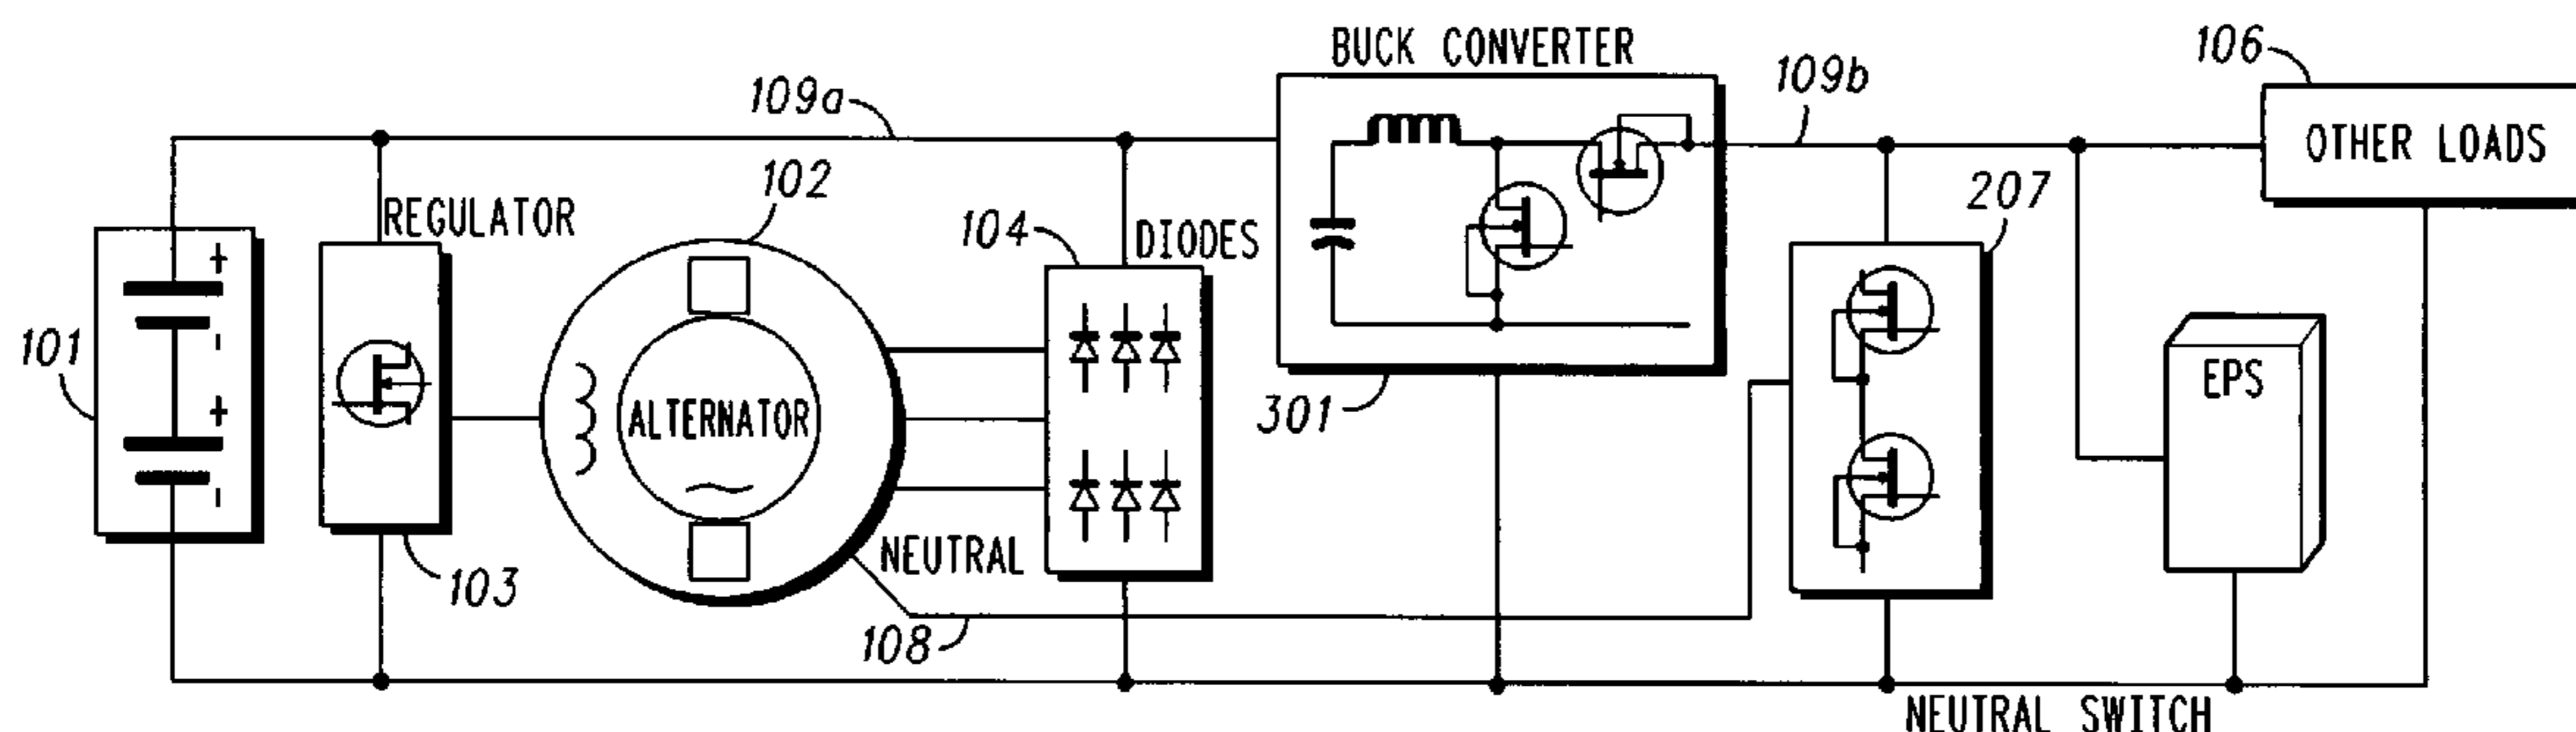 BUCK CONVERTER
106
109a
109b
OTHER LOADS
102
207
REGULATOR
104
DIODES
+
-
+
-
101
ALTERNATOR
301
EPS
NEUTRAL
103
108
NEUTRAL SWITCH